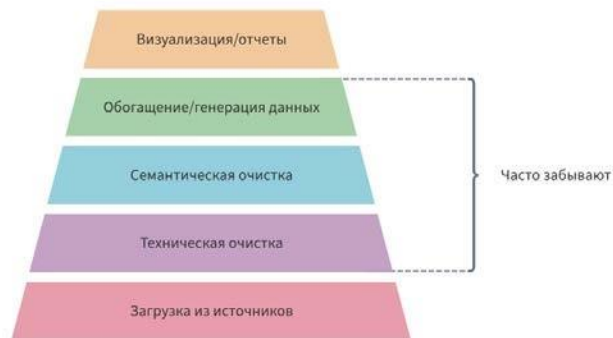 Визуализация/отчеты
Обогащение/генерация данных
Семантическая очистка
Часто забывают
Техническая очистка
Загрузка из источников